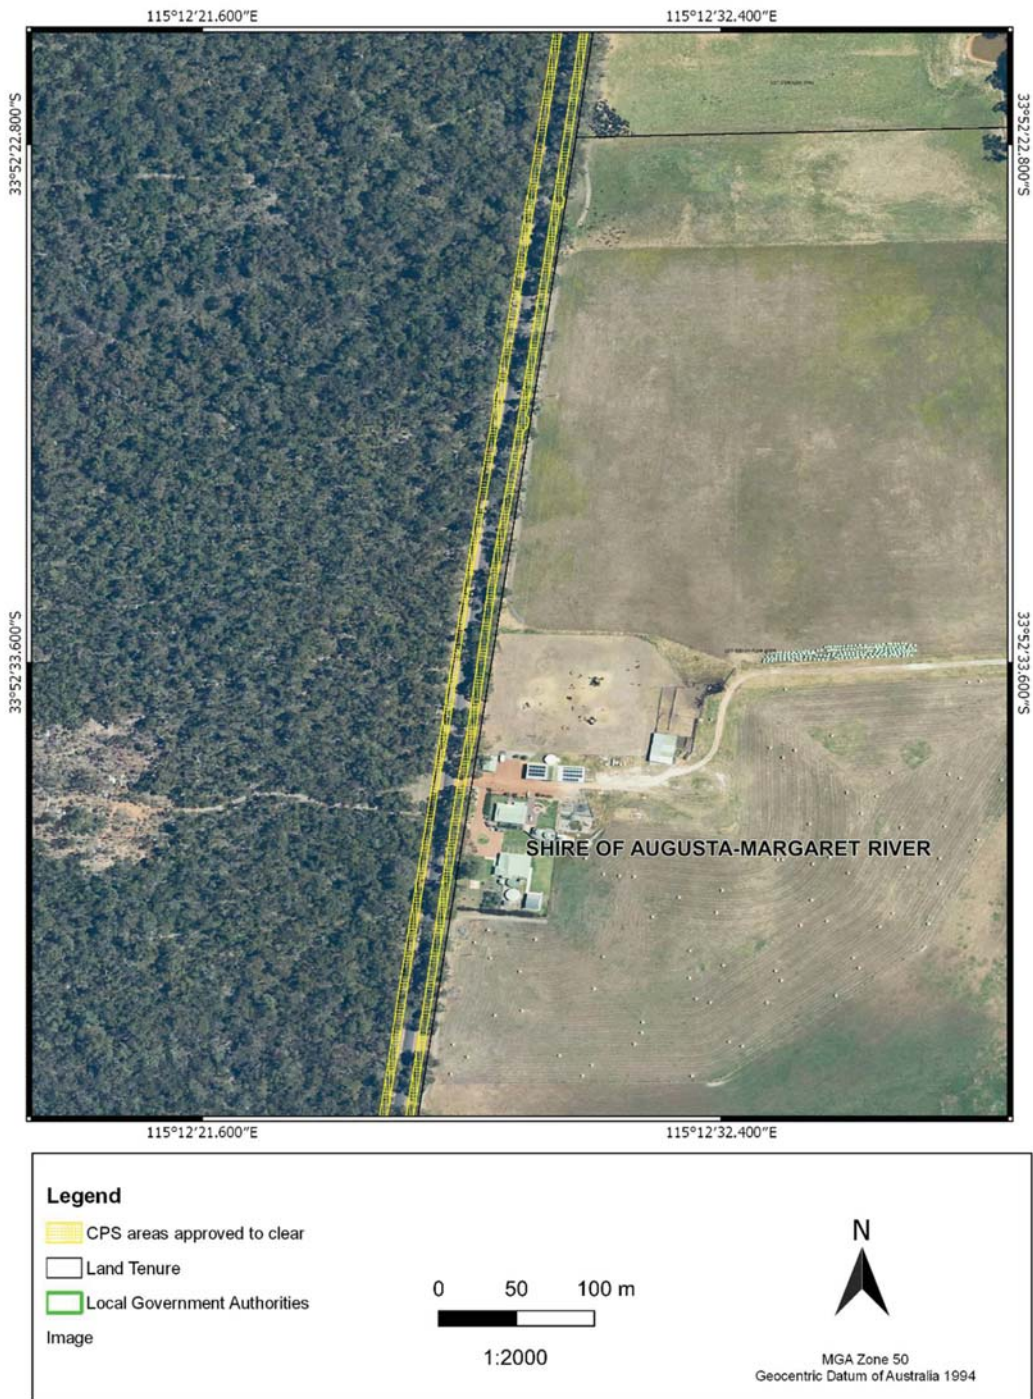 115°12'21.600"E 115°12'32.400"E
33°52'22.800"S
33°52'22.800"S
33°52'33.600"S
33°52'33.600"S
SHIRE OF AUGUSTA-MARGARET RIVER
115°12'21.600"E 115°12'32.400"E
Legend
CPS areas approved to clear
Land Tenure
Local Government Authorities
Image
0 50 100 m
1:2000
N
MGA Zone 50
Geocentric Datum of Australia 1994